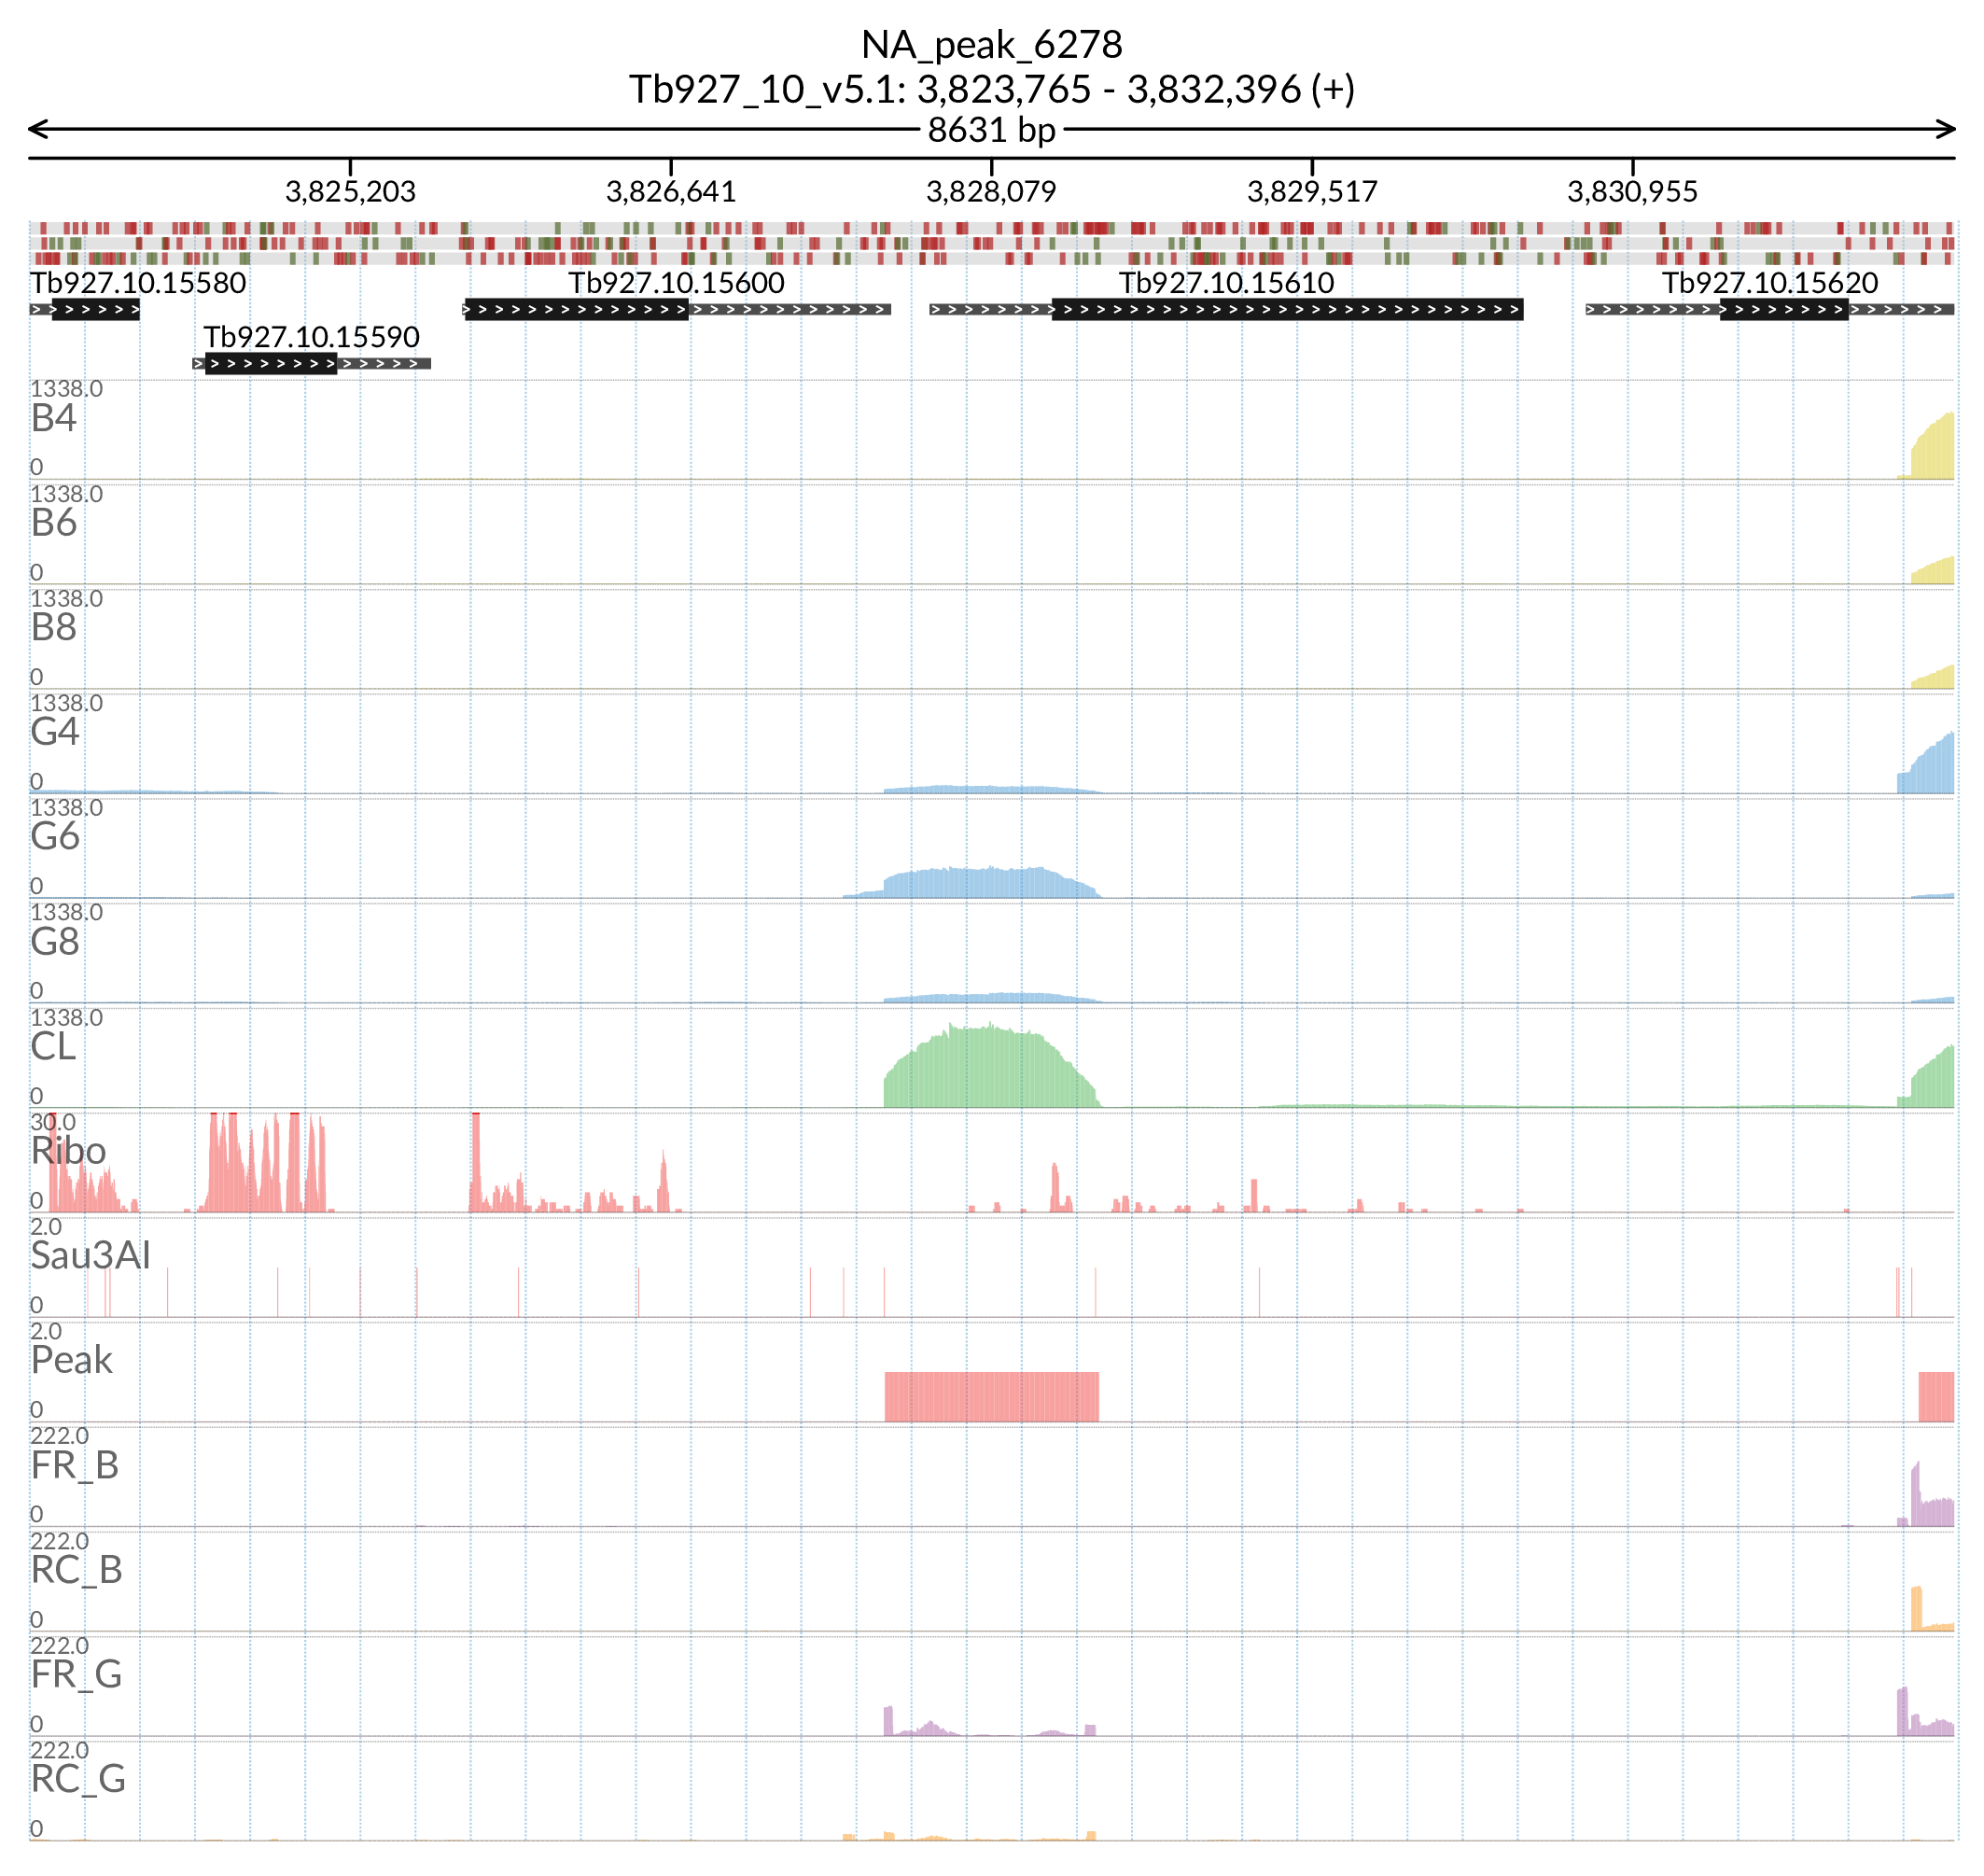 NA_peak_6278
Tb927_10_v5.1: 3,823,765 - 3,832,396 (+)
8631 bp
3,825,203 3,826,641 3,828,079 3,829,517 3,830,955
Tb927.10.15580 Tb927.10.15600 Tb927.10.15610 Tb927.10.15620
Tb927.10.15590
1338.0
B4
0
1338.0
B6
0
1338.0
B8
0
1338.0
G4
0
1338.0
G6
0
1338.0
G8
0
1338.0
CL
0
30.0
Ribo
0
2.0
Sau3AI
0
2.0
Peak
0
222.0
FR_B
0
222.0
RC_B
0
222.0
FR_G
0
222.0
RC_G
0